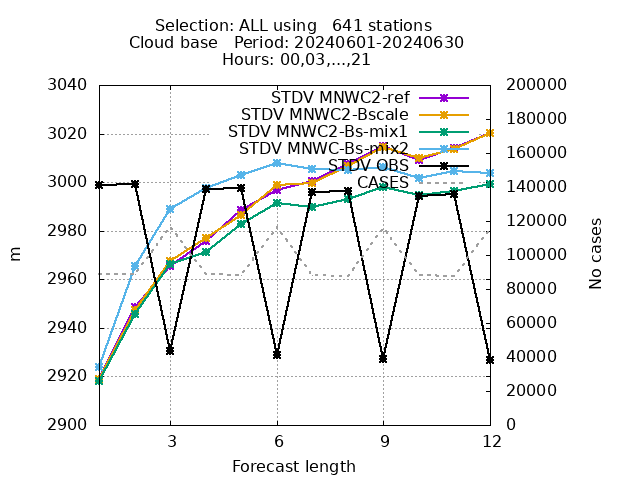 Selection: ALL using   641 stations
Cloud base   Period: 20240601-20240630
Hours: 00,03,...,21
3040
3020
3000
2980
2960
2940
2920
2900
m
STDV MNWC2-ref
STDV MNWC2-Bscale
STDV MNWC2-Bs-mix1
STDV MNWC-Bs-mix2
STDV OBS
CASES
200000
180000
160000
140000
120000
100000
80000
60000
40000
20000
0
No cases
3 6 9 12
Forecast length